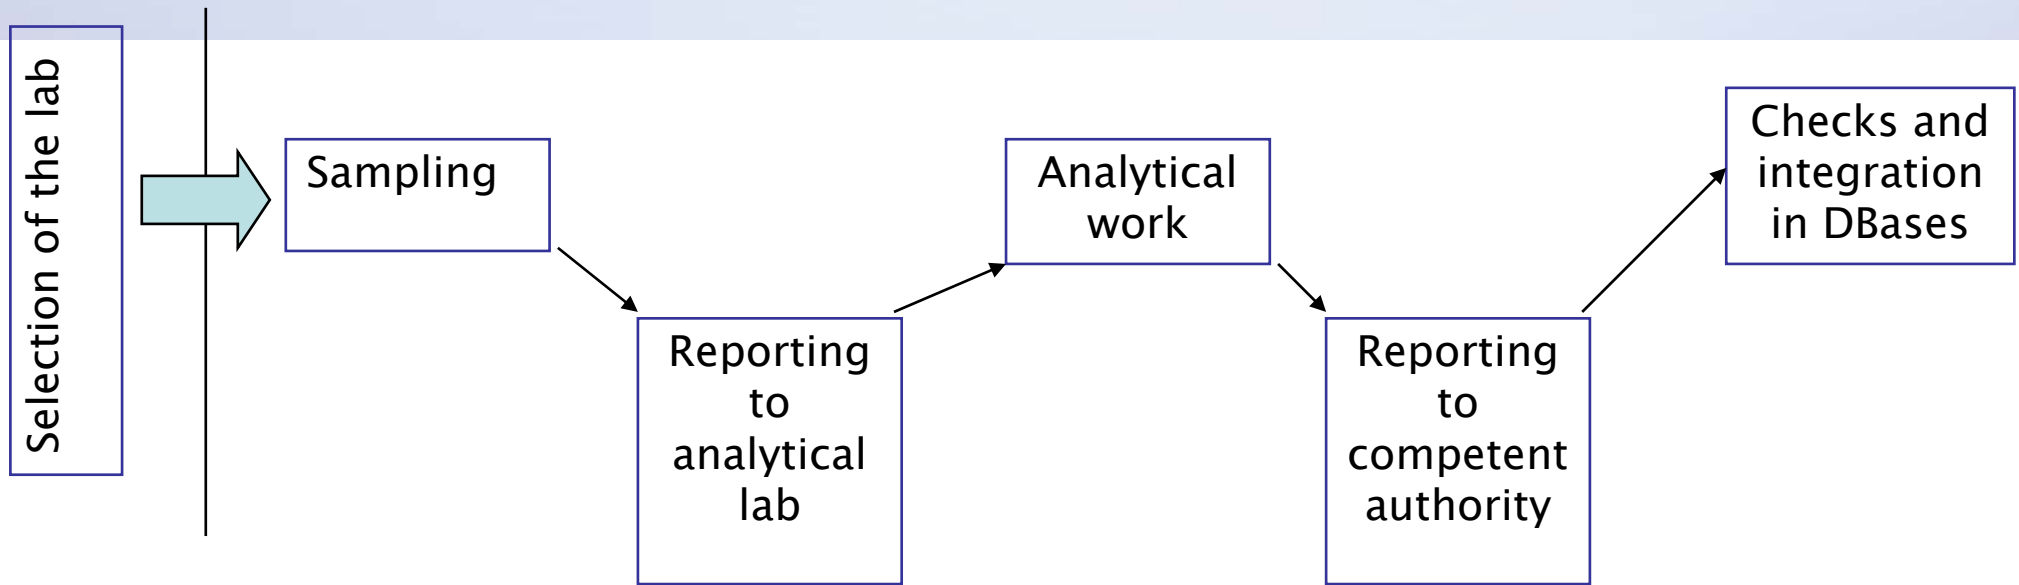 Selection of the lab
Sampling
Reporting
to
analytical
lab
Analytical
work
Reporting
to
competent
authority
Checks and
integration
in DBases